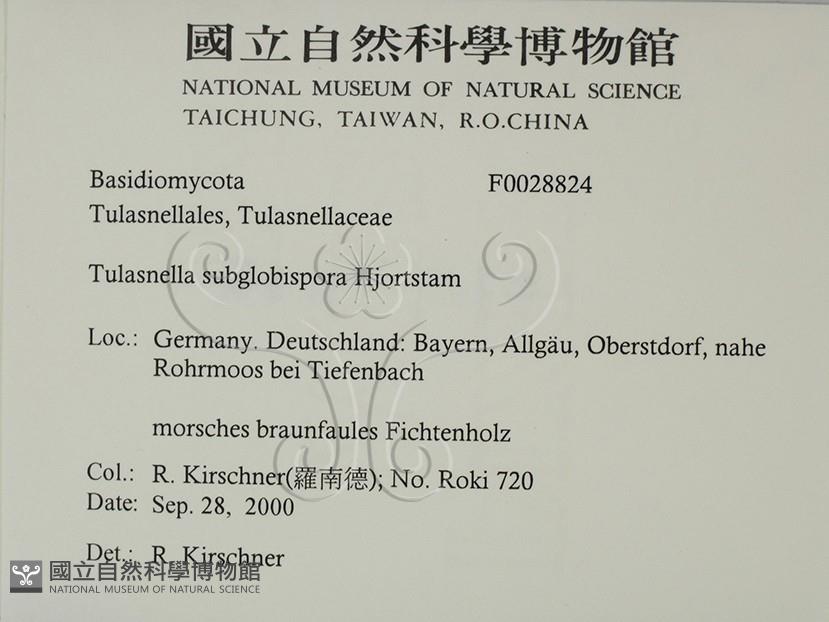 國立自然科學博物館
NATIONAL MUSEUM OF NATURAL SCIENCE
TAICHUNG, TAIWAN, R.O.CHINA
Basidiomycota F0028824
Tulasnellales, Tulasnellaceae
Tulasnella subglobispora Hjortstam
Loc.: Germany. Deutschland: Bayern, Allgäu, Oberstdorf, nahe
Rohrmoos bei Tiefenbach
morsches braunfaules Fichtenholz
Col.: R. Kirschner(羅南德); No. Roki 720
Date: Sep. 28, 2000
Det.: R. Kirschner
國立自然科學博物館
NATIONAL MUSEUM OF NATURAL SCIENCE